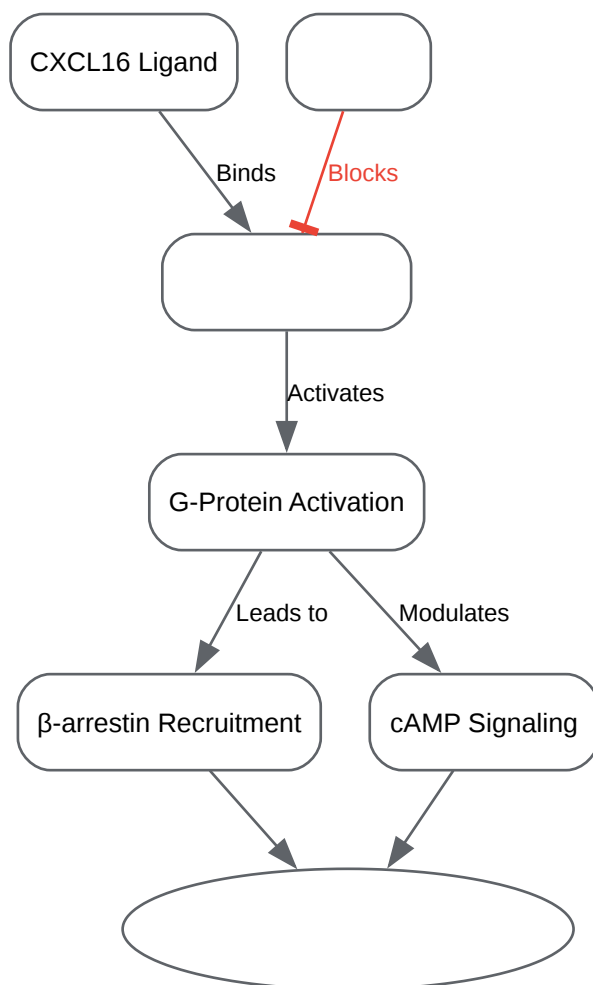 CXCL16 Ligand
Binds
Blocks
Activates
G-Protein Activation
Leads to
Modulates
β-arrestin Recruitment
cAMP Signaling